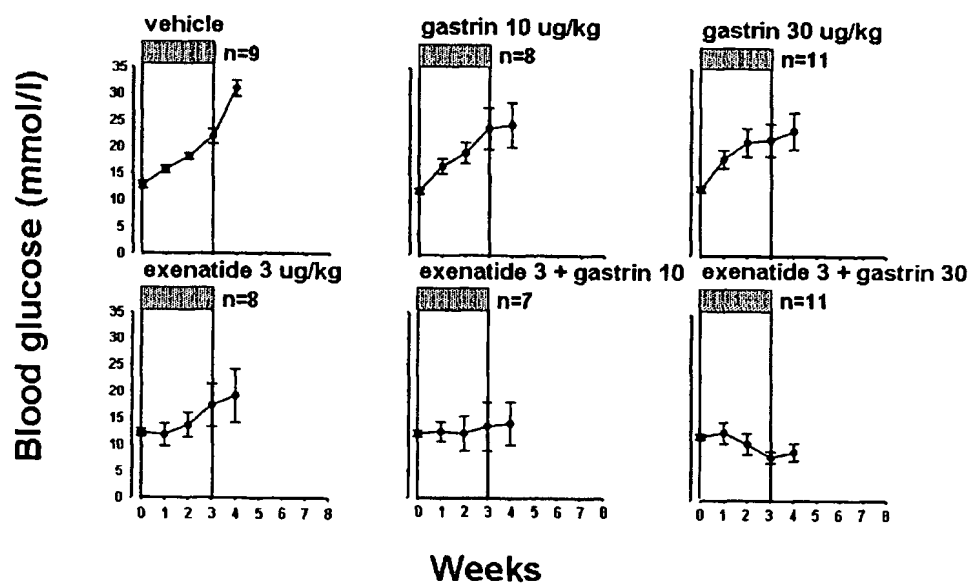 vehicle
n=9
gastrin 10 ug/kg
n=8
gastrin 30 ug/kg
n=11
Blood glucose (mmol/l)
35
30
25
20
15
10
5
0
exenatide 3 ug/kg
n=8
exenatide 3 + gastrin 10
n=7
exenatide 3 + gastrin 30
n=11
35
30
25
20
15
10
5
0
0 1 2 3 4 5 6 7 8
0 1 2 3 4 5 6 7 8
0 1 2 3 4 5 6 7 8
Weeks